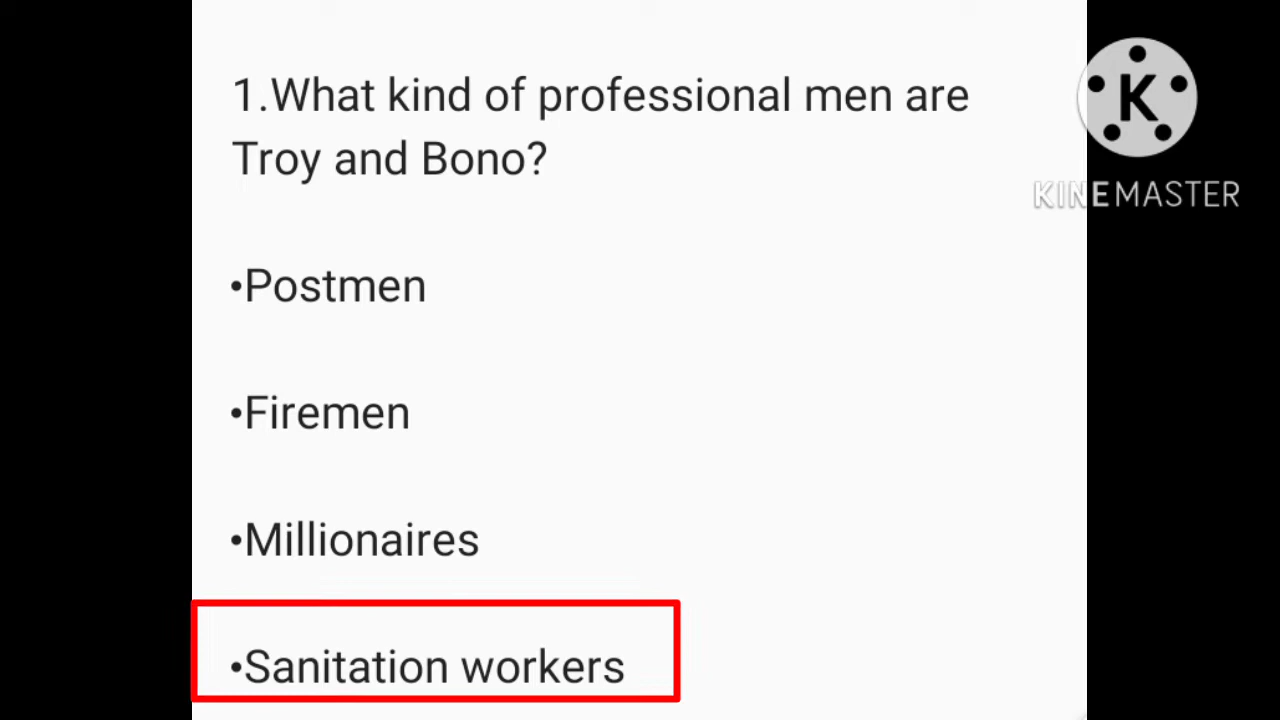 1.What kind of professional men are
Troy and Bono?
•Postmen
•Firemen
•Millionaires
•Sanitation workers
K
KINEMASTER